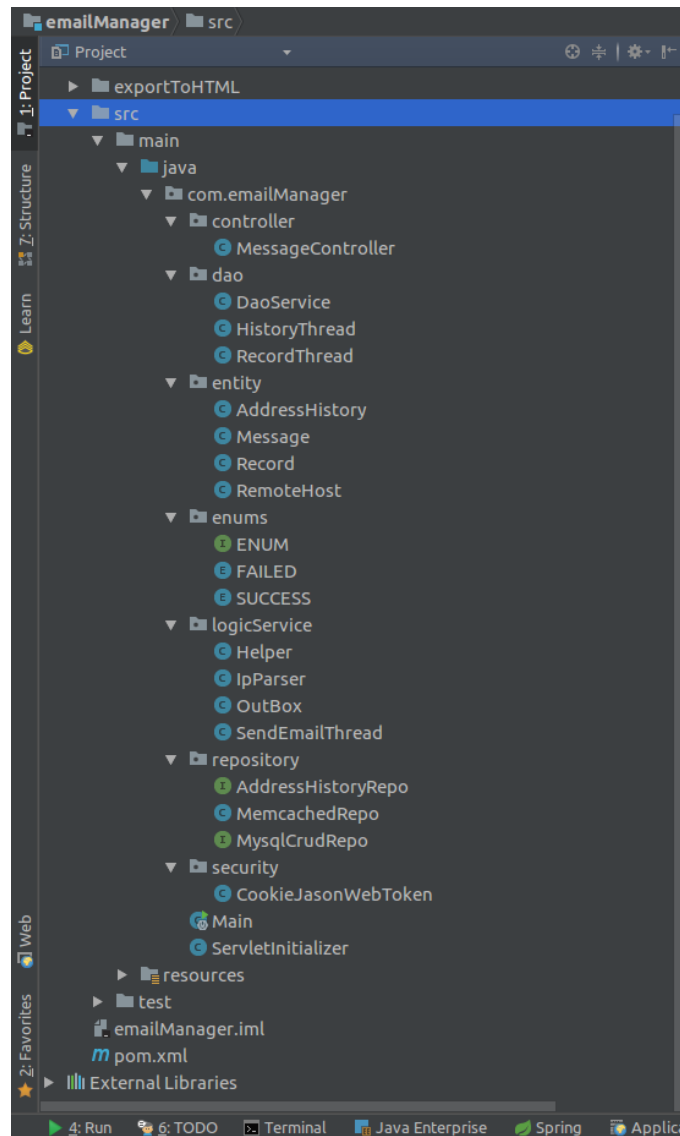 emailManager src
Project
exportToHTML
src
main
java
com.emailManager
controller
MessageController
dao
DaoService
HistoryThread
RecordThread
entity
AddressHistory
Message
Record
RemoteHost
enums
ENUM
FAILED
SUCCESS
logicService
Helper
IpParser
OutBox
SendEmailThread
repository
AddressHistoryRepo
MemcachedRepo
MysqlCrudRepo
security
CookieJasonWebToken
Main
ServletInitializer
resources
test
emailManager.iml
pom.xml
External Libraries
1: Project
7: Structure
Learn
Web
2: Favorites
4: Run 6: TODO Terminal Java Enterprise Spring Applica